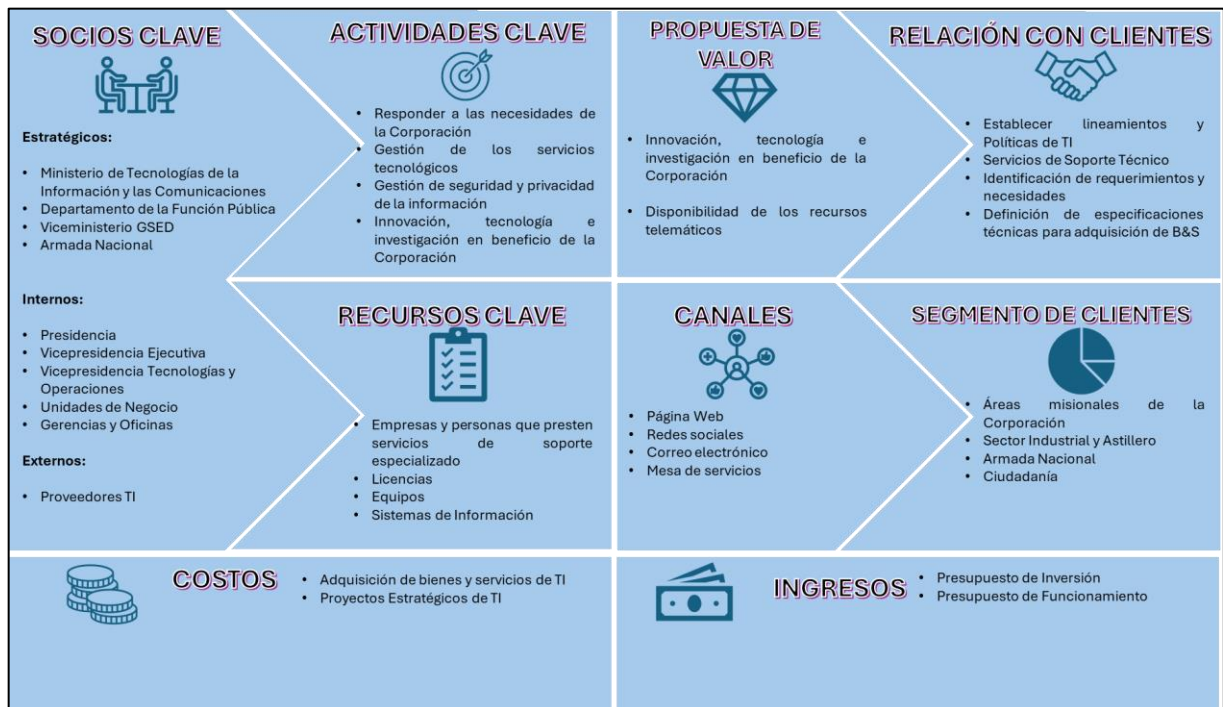 SOCIOS CLAVE
Estratégicos:
• Ministerio de Tecnologías de la
Información y las Comunicaciones
• Departamento de la Función Pública
• Viceministerio GSED
• Armada Nacional
Internos:
• Presidencia
• Vicepresidencia Ejecutiva
• Vicepresidencia Tecnologías y
Operaciones
• Unidades de Negocio
• Gerencias y Oficinas
Externos:
• Proveedores TI
ACTIVIDADES CLAVE
• Responder a las necesidades de
la Corporación
• Gestión de los servicios
tecnológicos
• Gestión de seguridad y privacidad
de la información
• Innovación, tecnología e
investigación en beneficio de la
Corporación
RECURSOS CLAVE
• Empresas y personas que presten
servicios de soporte
especializado
• Licencias
• Equipos
• Sistemas de Información
PROPUESTA DE
VALOR
• Innovación, tecnología e
investigación en beneficio de la
Corporación
• Disponibilidad de los recursos
telemáticos
CANALES
• Página Web
• Redes sociales
• Correo electrónico
• Mesa de servicios
RELACIÓN CON CLIENTES
• Establecer lineamientos y
Políticas de TI
• Servicios de Soporte Técnico
• Identificación de requerimientos y
necesidades
• Definición de especificaciones
técnicas para adquisición de B&S
SEGMENTO DE CLIENTES
• Áreas misionales de la
Corporación
• Sector Industrial y Astillero
• Armada Nacional
• Ciudadanía
COSTOS
• Adquisición de bienes y servicios de TI
• Proyectos Estratégicos de TI
INGRESOS
• Presupuesto de Inversión
• Presupuesto de Funcionamiento